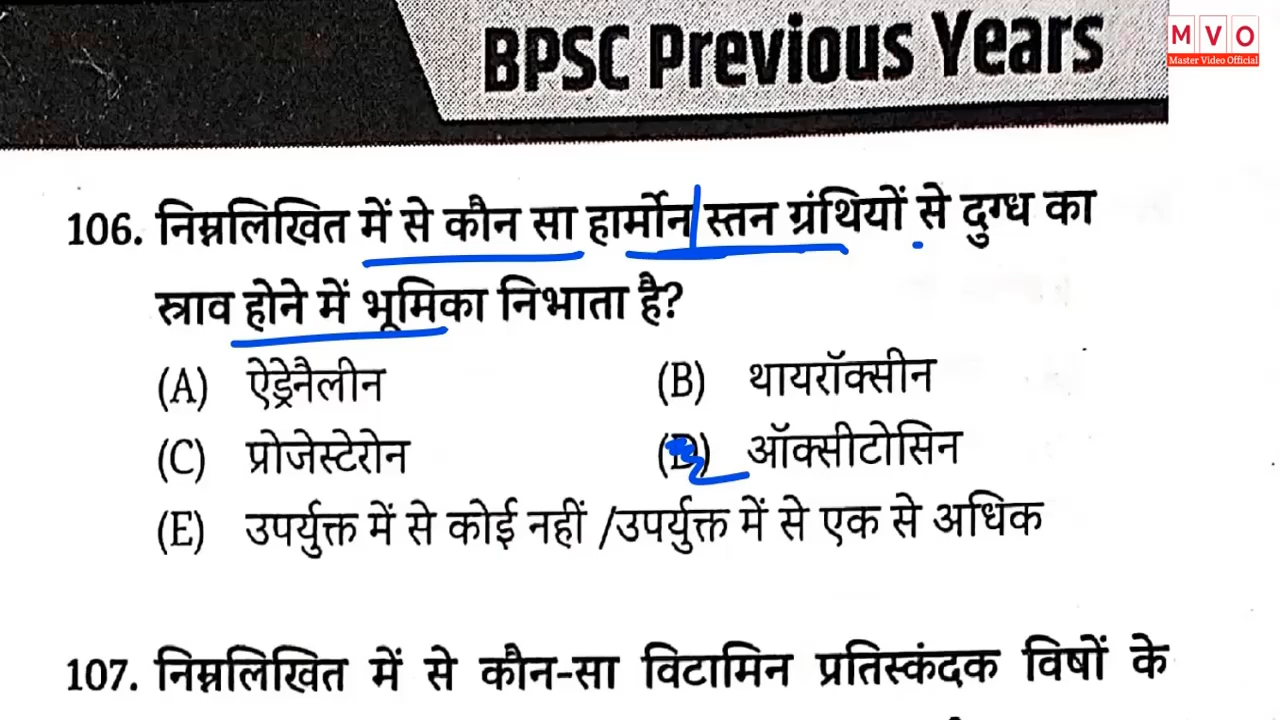 BPSC Previous Years
M V O
Master Video Official
106. निम्नलिखित में से कौन सा हार्मोन स्तन ग्रंथियों से दुग्ध का
स्राव होने में भूमिका निभाता है?
(A) ऐड्रेनैलीन (B) थायरॉक्सीन
(C) प्रोजेस्टेरोन (D) ऑक्सीटोसिन
(E) उपर्युक्त में से कोई नहीं /उपर्युक्त में से एक से अधिक
107. निम्नलिखित में से कौन-सा विटामिन प्रतिस्कंदक विषों के